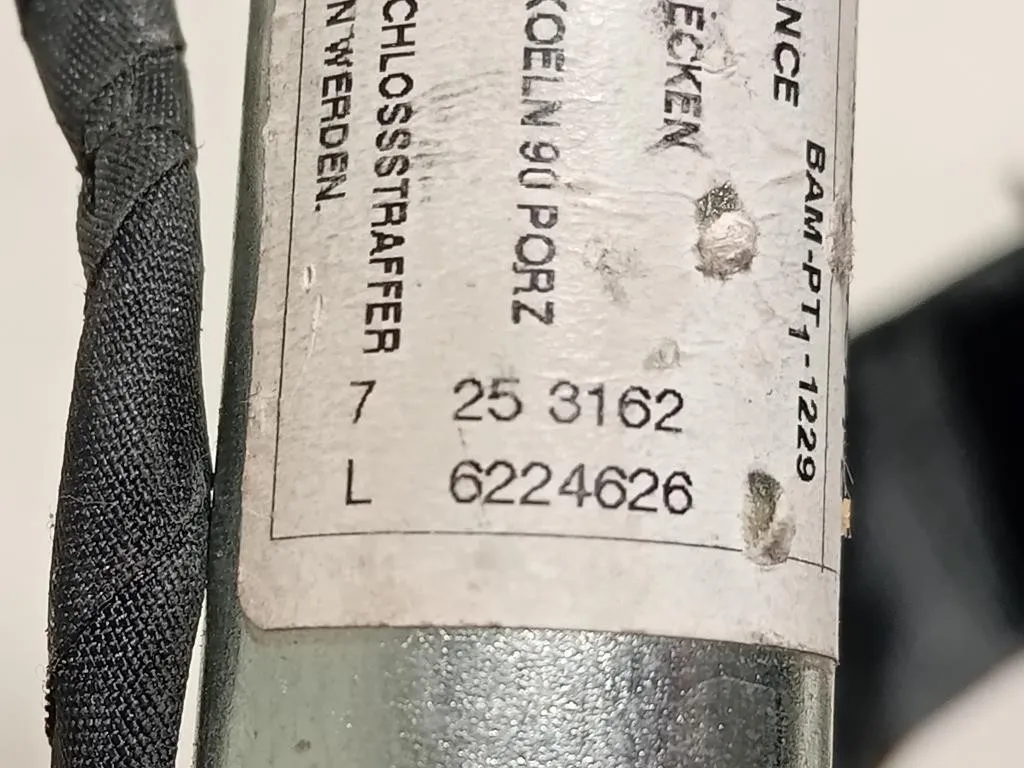 NCE
BAM-PT1-1229
ECKEN
KOELN 90 PORZ
CHLOSSSTRAFFER
N WERDEN.
7 25 3162
L 6224626